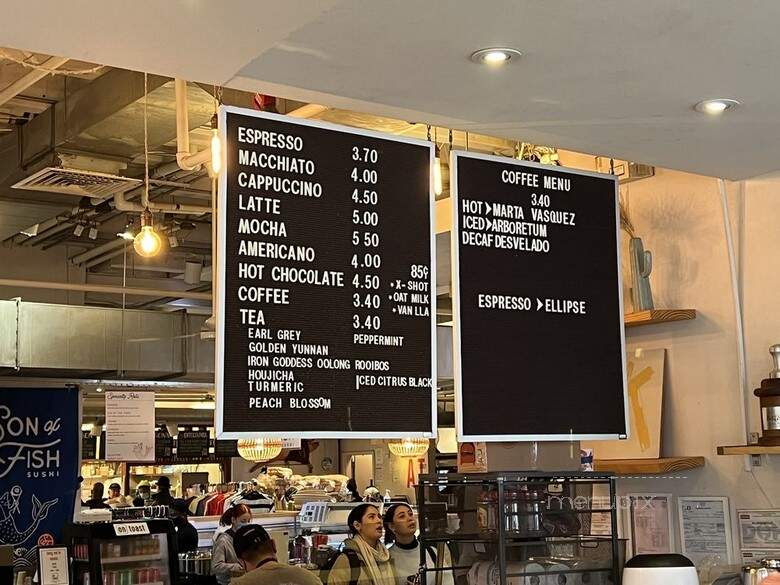 ESPRESSO 3.70
MACCHIATO 4.00
CAPPUCCINO 4.50
LATTE 5.00
MOCHA 5 50
AMERICANO 4.00
HOT CHOCOLATE 4.50
COFFEE 3.40
TEA 3.40
85¢
• X-SHOT
• OAT MILK
• VAN LLA
EARL GREY PEPPERMINT
GOLDEN YUNNAN
IRON GODDESS OOLONG ROOIBOS
HOUJICHA ICED CITRUS BLACK
TURMERIC
PEACH BLOSSOM
COFFEE MENU
3.40
HOT MARTA VASQUEZ
ICED ARBORETUM
DECAF DESVELADO
ESPRESSO ELLIPSE
SON of
FISH
SUSHI
Specialty Rolls
on|toast
menupix